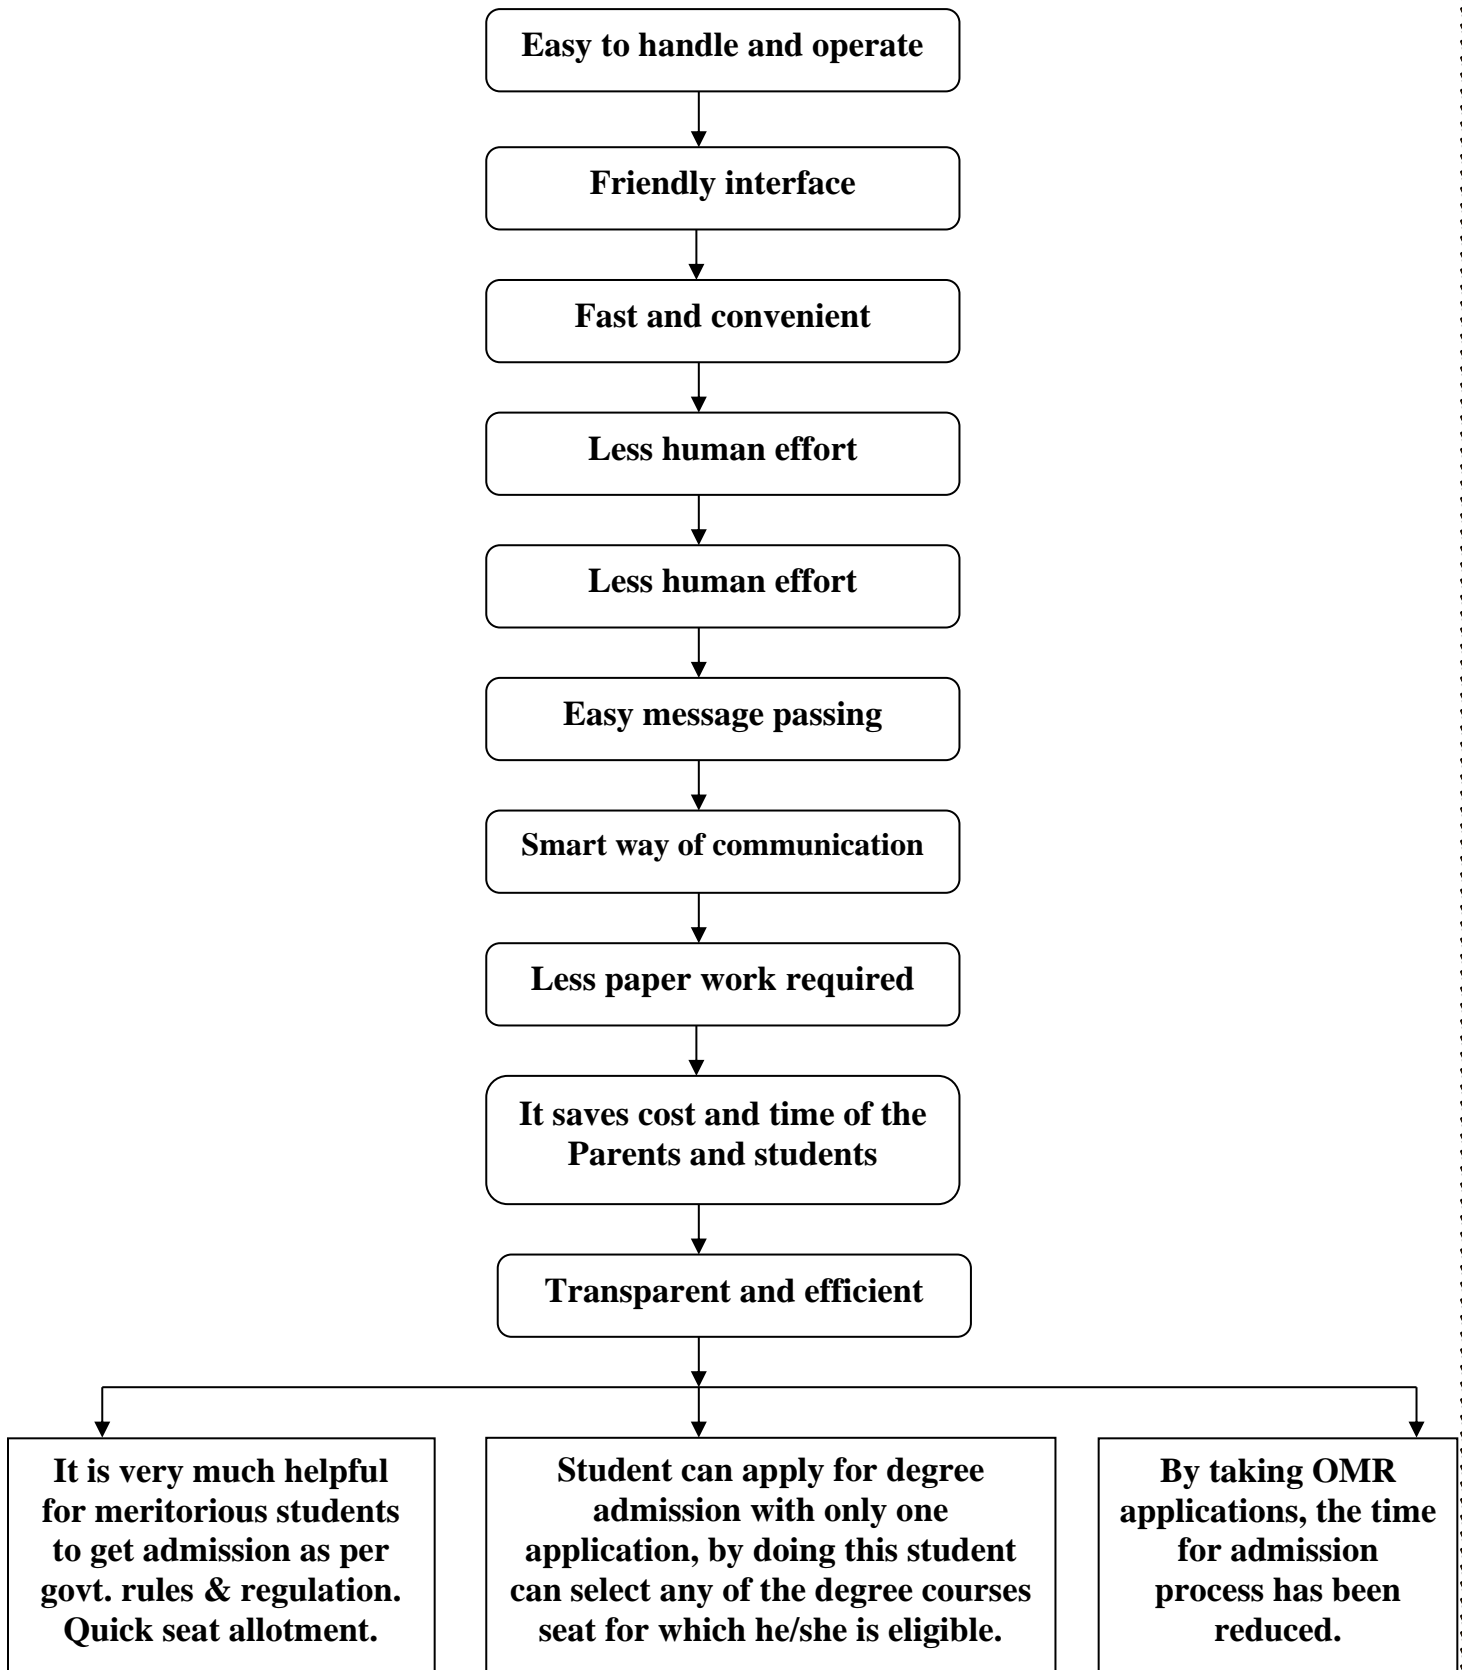 Easy to handle and operate
Friendly interface
Fast and convenient
Less human effort
Less human effort
Easy message passing
Smart way of communication
Less paper work required
It saves cost and time of the
Parents and students
Transparent and efficient
It is very much helpful
for meritorious students
to get admission as per
govt. rules & regulation.
Quick seat allotment.
Student can apply for degree
admission with only one
application, by doing this student
can select any of the degree courses
seat for which he/she is eligible.
By taking OMR
applications, the time
for admission
process has been
reduced.